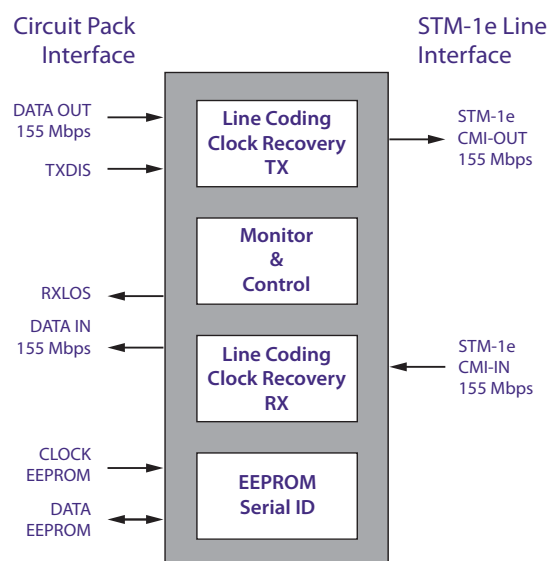 Circuit Pack
Interface
STM-1e Line
Interface
DATA OUT
155 Mbps
TXDIS
RXLOS
DATA IN
155 Mbps
CLOCK
EEPROM
DATA
EEPROM
Line Coding
Clock Recovery
TX
Monitor
&
Control
Line Coding
Clock Recovery
RX
EEPROM
Serial ID
STM-1e
CMI-OUT
155 Mbps
STM-1e
CMI-IN
155 Mbps